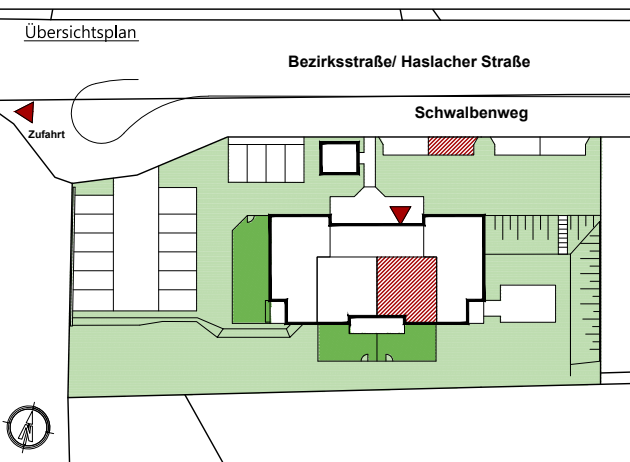 Übersichtsplan
Bezirksstraße/ Haslacher Straße
Schwalbenweg
Zufahrt